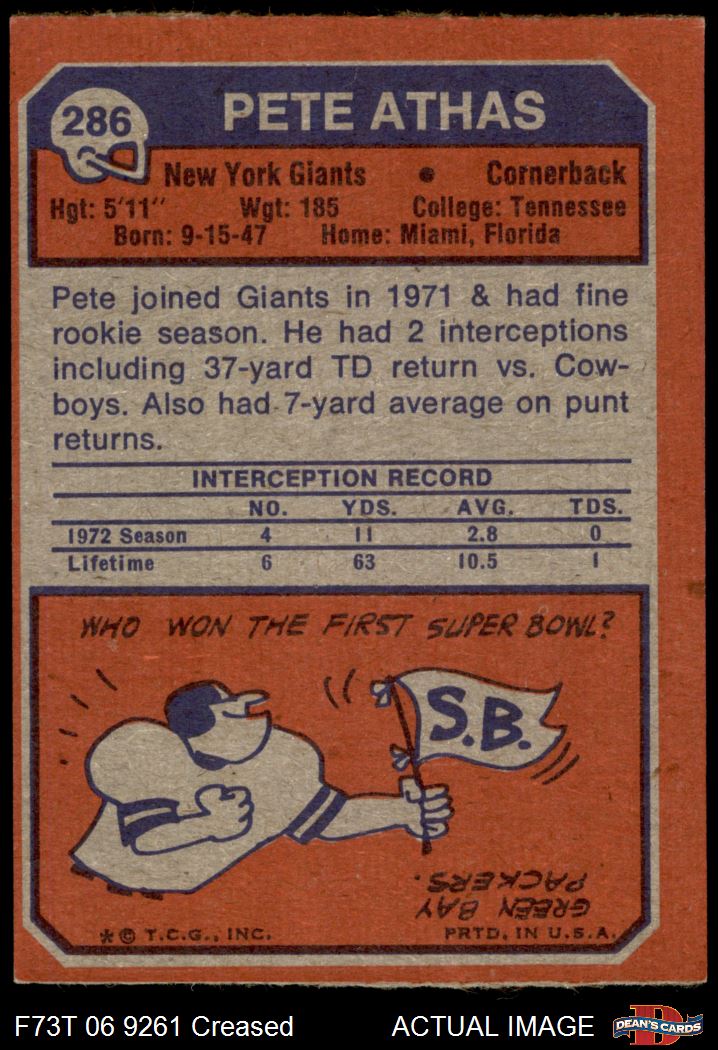 286
PETE ATHAS
New York Giants • Cornerback
Hgt: 5'11" Wgt: 185 College: Tennessee
Born: 9-15-47 Home: Miami, Florida
Pete joined Giants in 1971 & had fine
rookie season. He had 2 interceptions
including 37-yard TD return vs. Cow-
boys. Also had 7-yard average on punt
returns.
INTERCEPTION RECORD
NO. YDS. AVG. TDS.
1972 Season 4 11 2.8 0
Lifetime 6 63 10.5 1
WHO WON THE FIRST SUPER BOWL?
S.B.
GREEN BAY
PACKERS.
* © T.C.G., INC. PRTD. IN U.S.A.
F73T 06 9261 Creased ACTUAL IMAGE DEAN'S CARDS